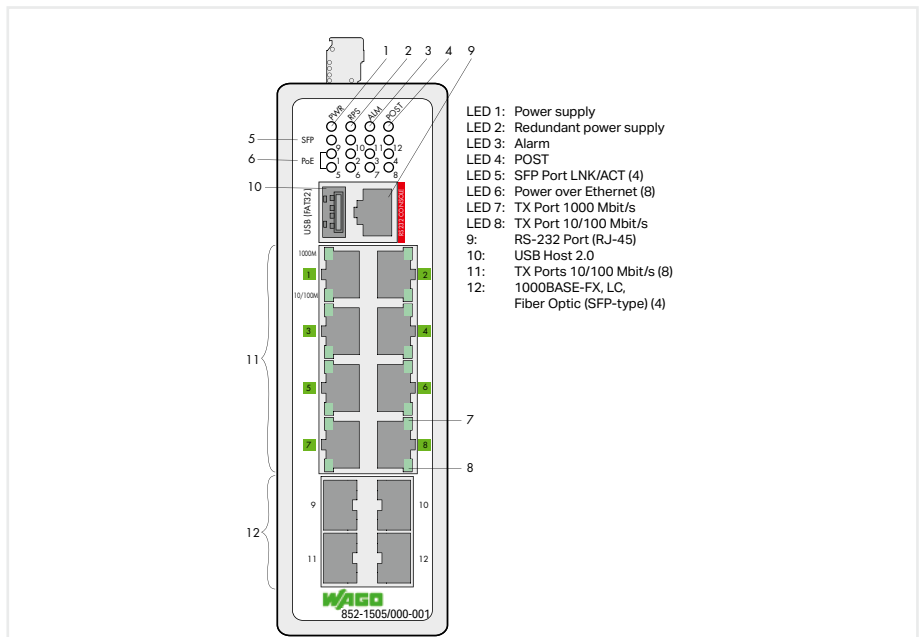 1 2 3 4 9
PWR RPS ALM POST
5 SFP
9 10 11 12
6 PoE
1 2 3 4
5 6 7 8
10
USB (FAT32)
RS 232 CONSOLE
1000M
1 2
10/100M
3 4
11
5 6
7
7 8
8
9 10
12
11 12
WAGO
852-1505/000-001
LED 1: Power supply
LED 2: Redundant power supply
LED 3: Alarm
LED 4: POST
LED 5: SFP Port LNK/ACT (4)
LED 6: Power over Ethernet (8)
LED 7: TX Port 1000 Mbit/s
LED 8: TX Port 10/100 Mbit/s
9: RS-232 Port (RJ-45)
10: USB Host 2.0
11: TX Ports 10/100 Mbit/s (8)
12: 1000BASE-FX, LC,
Fiber Optic (SFP-type) (4)